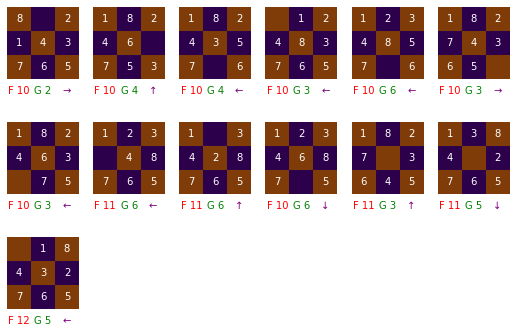 8 2 1 8 2 1 8 2 1 2 1 2 3 1 8 2
1 4 3 4 6 4 3 5 4 8 3 4 8 5 7 4 3
7 6 5 7 5 3 7 6 7 6 5 7 6 6 5
F 10 G 2 → F 10 G 4 ↑ F 10 G 4 ← F 10 G 3 ← F 10 G 6 ← F 10 G 3 →
1 8 2 1 2 3 1 3 1 2 3 1 8 2 1 3 8
4 6 3 4 8 4 2 8 4 6 8 7 3 4 2
7 5 7 6 5 7 6 5 7 5 6 4 5 7 6 5
F 10 G 3 ← F 11 G 6 ← F 11 G 6 ↑ F 10 G 6 ↓ F 11 G 3 ↑ F 11 G 5 ↓
1 8
4 3 2
7 6 5
F 12 G 5 ←